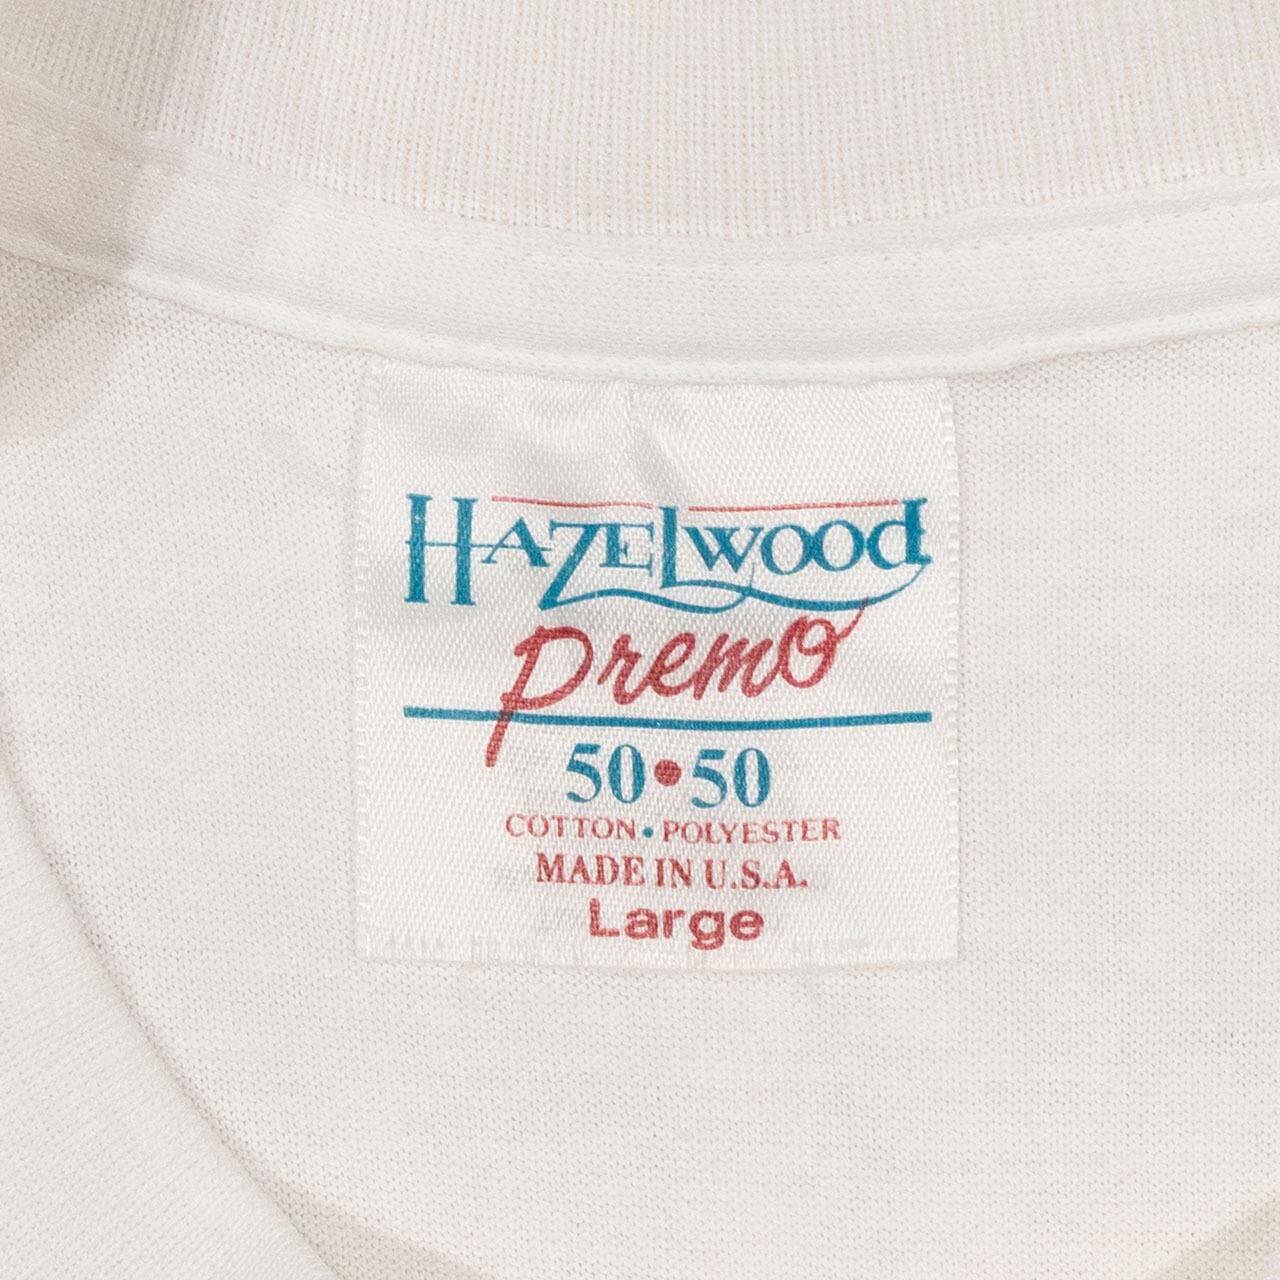 HAZELWOOD
Premo
50•50
COTTON•POLYESTER
MADE IN U.S.A.
Large